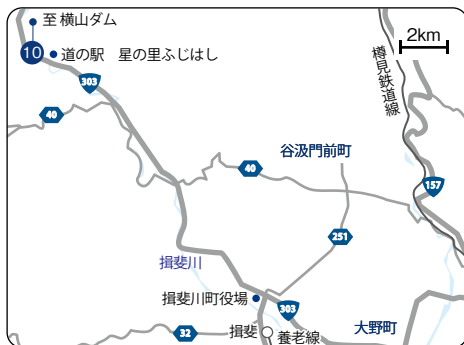 至 横山ダム
10
道の駅 星の里ふじはし
303
2km
樽見鉄道線
40
谷汲門前町
40
157
251
揖斐川
揖斐川町役場
303
大野町
32
揖斐
養老線